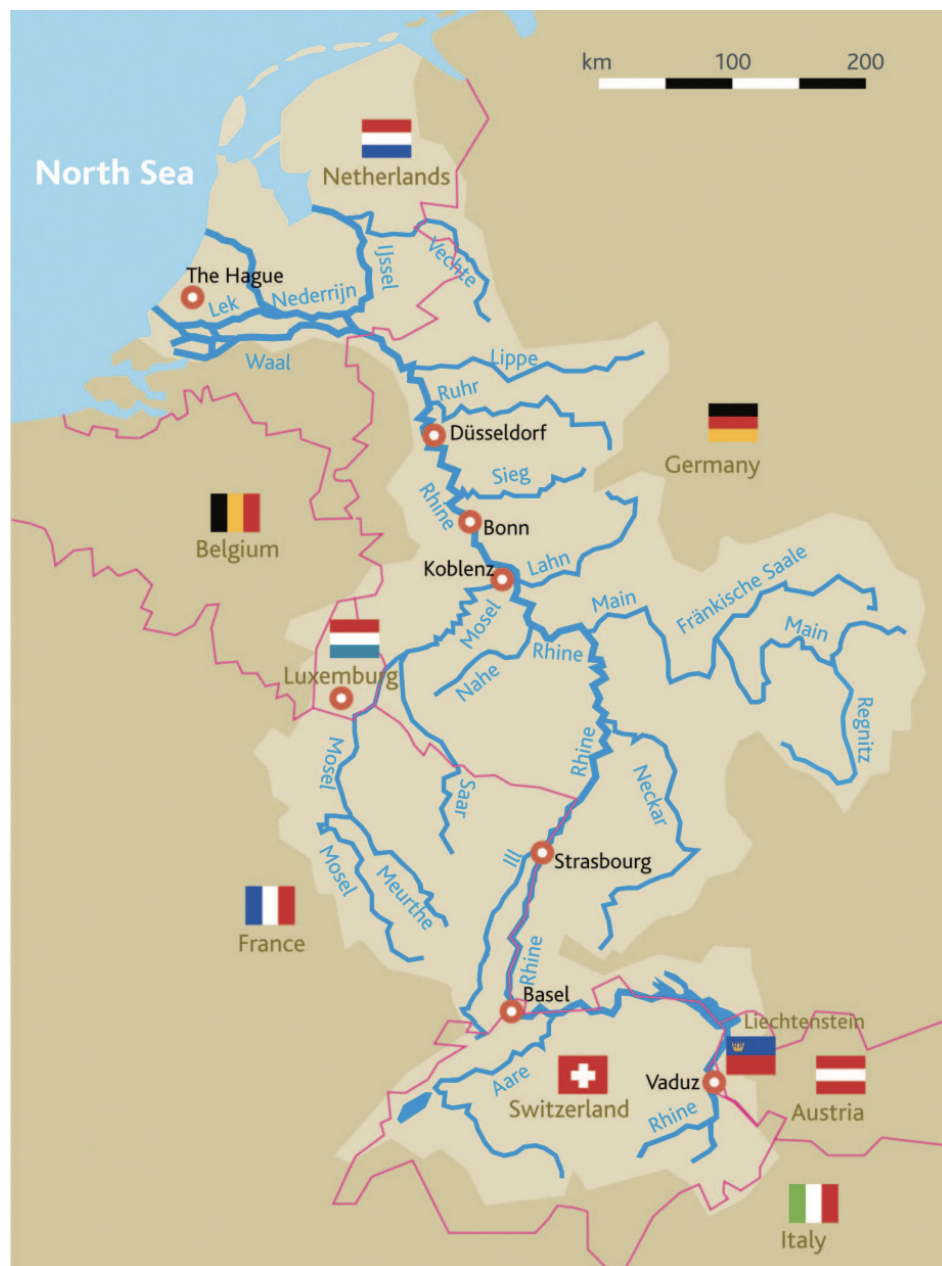 km 100 200
North Sea
Netherlands
Vechte
IJssel
The Hague
Lek
Nederrijn
Waal
Lippe
Ruhr
Düsseldorf
Germany
Sieg
Rhine
Bonn
Belgium
Koblenz
Lahn
Fränkische Saale
Main
Mosel
Main
Rhine
Nahe
Luxemburg
Regnitz
Rhine
Mosel
Saar
Neckar
Ill
Strasbourg
Mosel
Meurthe
France
Rhine
Basel
Liechtenstein
Aare
Vaduz
Switzerland
Austria
Rhine
Italy